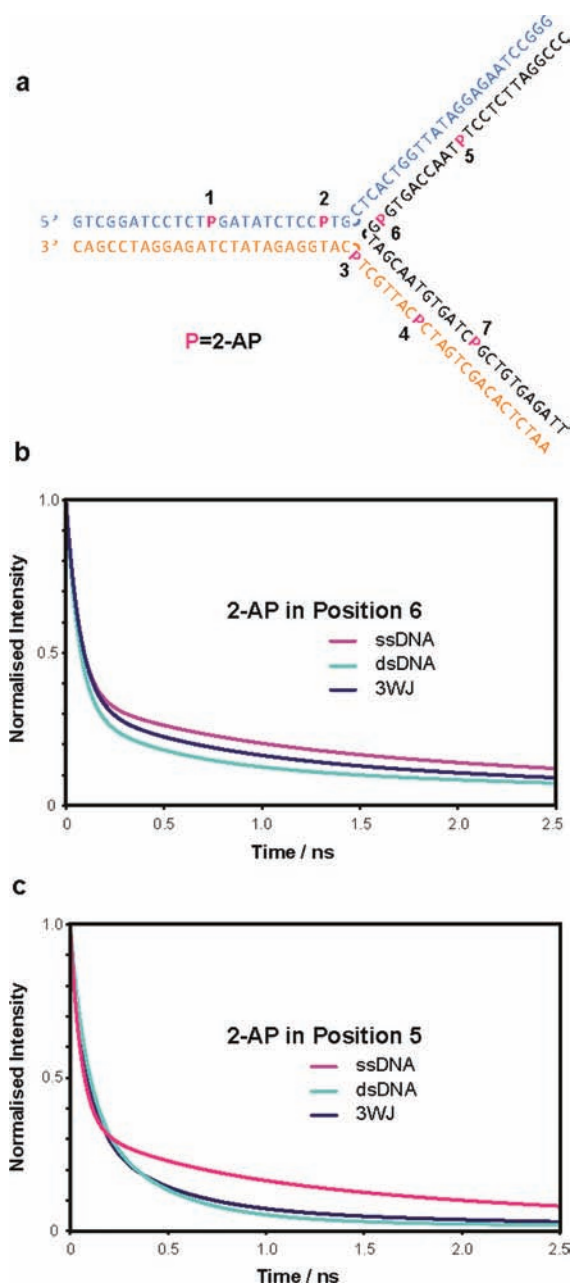 a
CTCACTGGTTATAGGAGAATCCGGG
GPGTGACCAATPTCCTCTTAGGCCC
5
1
2
5' GTCGGATCCTCTPGATATCTCCPTG
6
3' CAGCCTAGGAGATCTATAGAGGTAC
3
TAGCAATGTGATCPGCTGTGAGATT
PTCGTTACPCTAGTCGACACTCTAA
7
4
P=2-AP
b
Normalised Intensity
1.0
0.5
0
2-AP in Position 6
ssDNA
dsDNA
3WJ
0 0.5 1.0 1.5 2.0 2.5
Time / ns
c
Normalised Intensity
1.0
0.5
0
2-AP in Position 5
ssDNA
dsDNA
3WJ
0 0.5 1.0 1.5 2.0 2.5
Time / ns